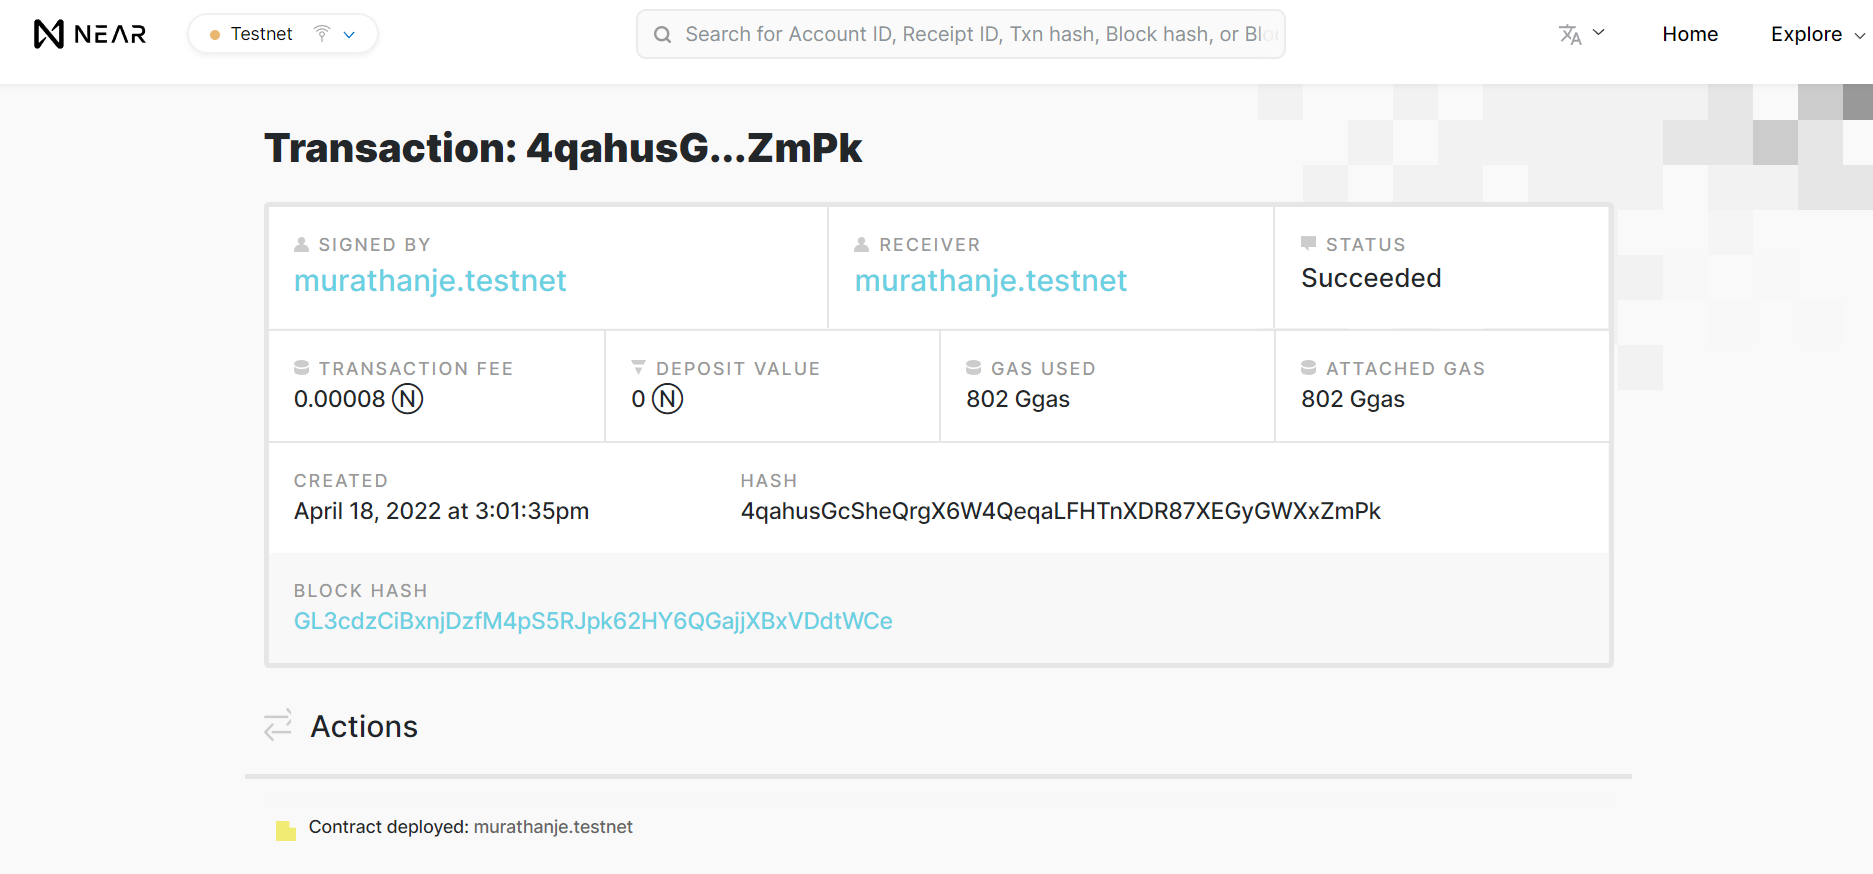 NEAR
Testnet
Search for Account ID, Receipt ID, Txn hash, Block hash, or Bloc
Home
Explore
Transaction: 4qahusG...ZmPk
SIGNED BY
murathanje.testnet
RECEIVER
murathanje.testnet
STATUS
Succeeded
TRANSACTION FEE
0.00008 Ⓝ
DEPOSIT VALUE
0 Ⓝ
GAS USED
802 Ggas
ATTACHED GAS
802 Ggas
CREATED
April 18, 2022 at 3:01:35pm
HASH
4qahusGcSheQrgX6W4QeqaLFHTnXDR87XEGyGWXxZmPk
BLOCK HASH
GL3cdzCiBxnjDzfM4pS5RJpk62HY6QGajjXBxVDdtWCe
Actions
Contract deployed: murathanje.testnet